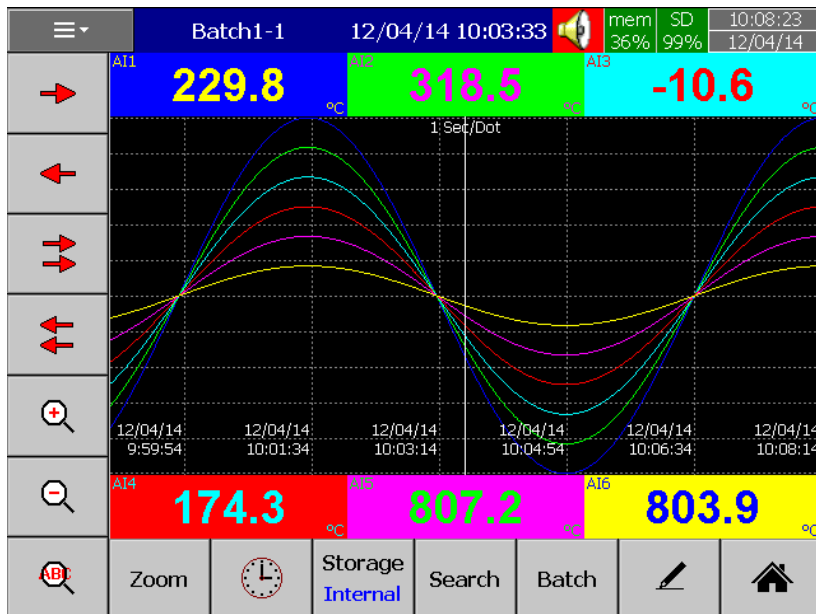 Batch1-1 12/04/14 10:03:33
mem SD 10:08:23
36% 99% 12/04/14
AI1 229.8 °C
AI2 318.5 °C
AI3 -10.6 °C
1 Sec/Dot
12/04/14 12/04/14 12/04/14 12/04/14 12/04/14 12/04/14
9:59:54 10:01:34 10:03:14 10:04:54 10:06:34 10:08:14
AI4 174.3 °C
AI5 807.2 °C
AI6 803.9 °C
ABC
Zoom
Storage
Internal
Search
Batch